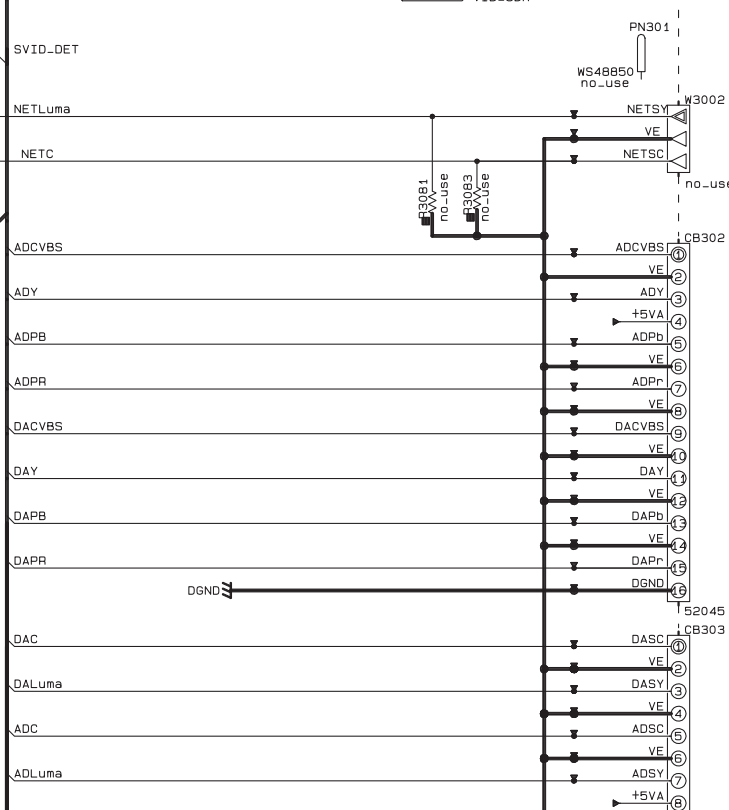 SVID_DET
PN301
WS48850
no_use
W3002
NETLuma
NETSY
VE
NETC
NETSC
no_use
R3081
no_use
R3083
no_use
CB302
ADCVBS
ADCVBS
1
VE
2
ADY
ADY
3
+5VA
4
ADPB
ADPb
5
VE
6
ADPR
ADPr
7
VE
8
DACVBS
DACVBS
9
VE
10
DAY
DAY
11
VE
12
DAPB
DAPb
13
VE
14
DAPR
DAPr
15
DGND
DGND
16
52045
CB303
DAC
DASC
1
VE
2
DALuma
DASY
3
VE
4
ADC
ADSC
5
VE
6
ADLuma
ADSY
7
+5VA
8